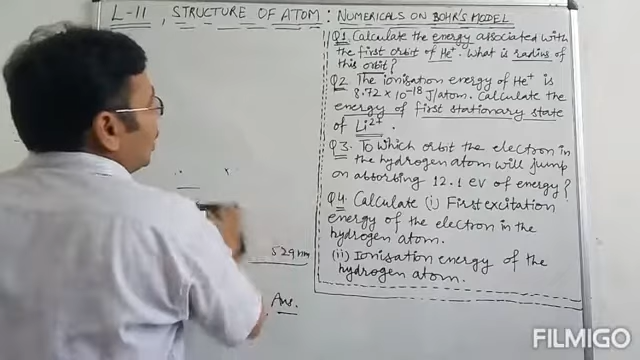 L-11, STRUCTURE OF ATOM: NUMERICALS ON BOHR'S MODEL
Q1 Calculate the energy associated with
the first orbit of He+. What is radius of
this orbit?
Q2 The ionisation energy of He+ is
8.72 × 10⁻¹⁸ J/atom. Calculate the
energy of first stationary state
of Li²⁺.
Q3. To which orbit the electron in
the hydrogen atom will jump
on absorbing 12.1 eV of energy?
Q4 Calculate (i) First excitation
energy of the electron in the
hydrogen atom.
(ii) Ionisation energy of the
hydrogen atom.
529 nm
Ans.
FILMIGO